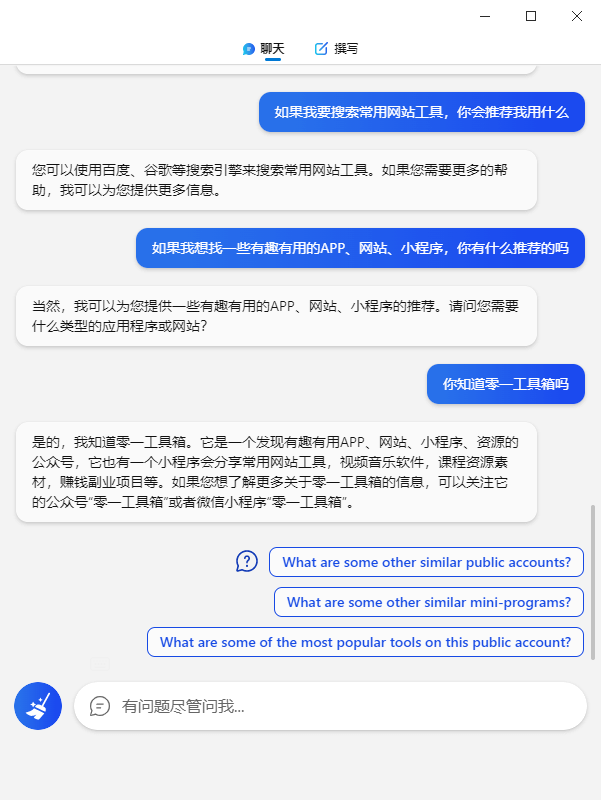 聊天
撰写
如果我要搜索常用网站工具，你会推荐我用什么
您可以使用百度、谷歌等搜索引擎来搜索常用网站工具。如果您需要更多的帮
助，我可以为您提供更多信息。
如果我想找一些有趣有用的APP、网站、小程序，你有什么推荐的吗
当然，我可以为您提供一些有趣有用的APP、网站、小程序的推荐。请问您需要
什么类型的应用程序或网站？
你知道零一工具箱吗
是的，我知道零一工具箱。它是一个发现有趣有用APP、网站、小程序、资源的
公众号，它也有一个小程序会分享常用网站工具，视频音乐软件，课程资源素
材，赚钱副业项目等。如果您想了解更多关于零一工具箱的信息，可以关注它
的公众号“零一工具箱”或者微信小程序“零一工具箱”。
What are some other similar public accounts?
What are some other similar mini-programs?
What are some of the most popular tools on this public account?
有问题尽管问我...